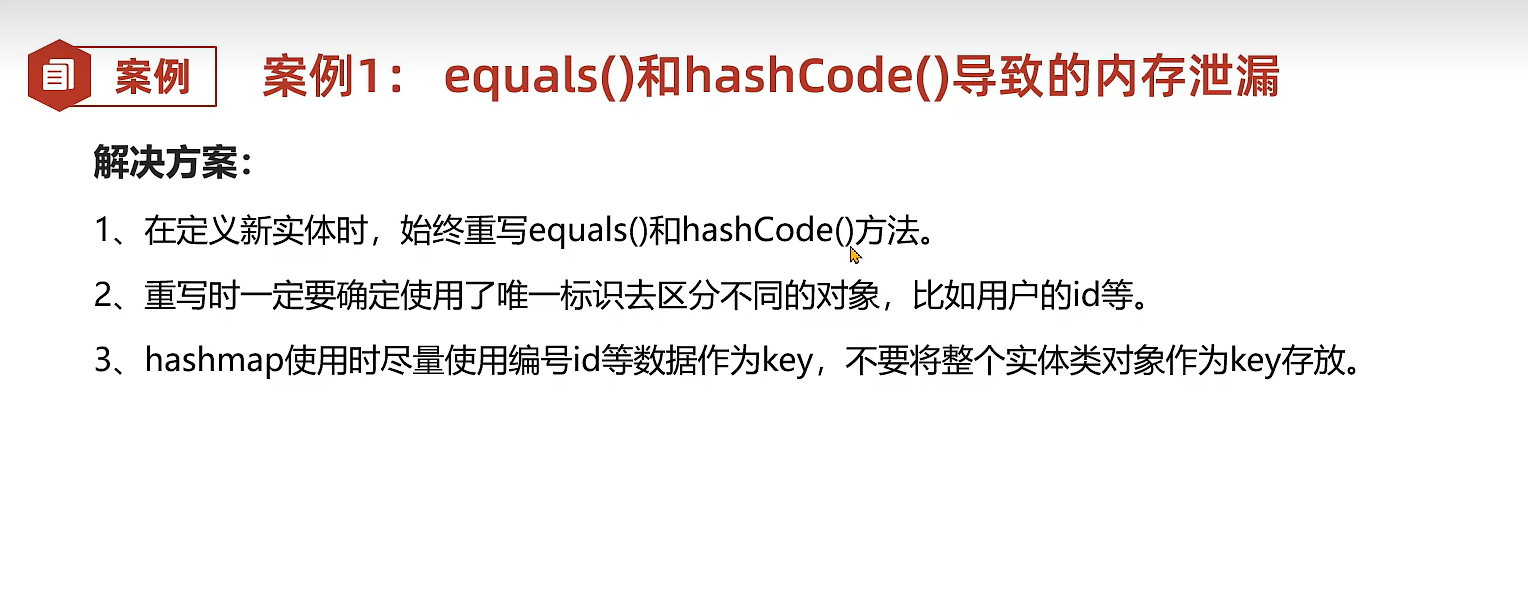 案例
案例1： equals()和hashCode()导致的内存泄漏
解决方案：
1、在定义新实体时，始终重写equals()和hashCode()方法。
2、重写时一定要确定使用了唯一标识去区分不同的对象，比如用户的id等。
3、hashmap使用时尽量使用编号id等数据作为key，不要将整个实体类对象作为key存放。